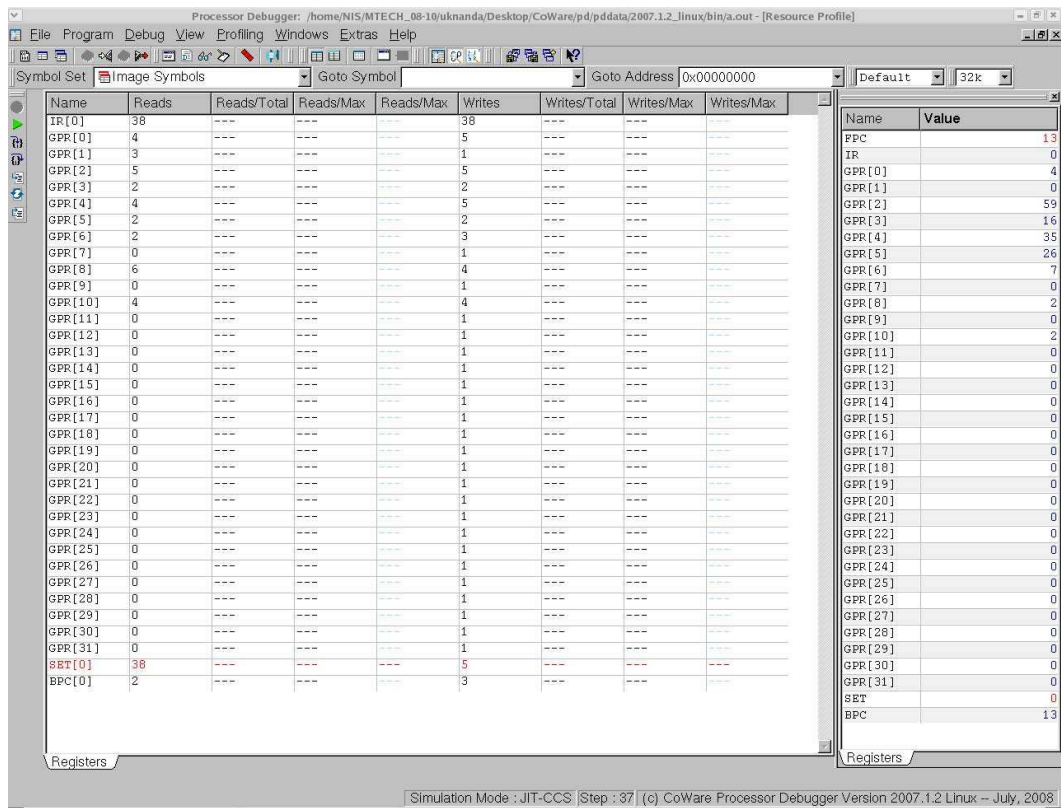 Processor Debugger: /home/NIS/MTECH_08-10/uknanda/Desktop/CoWare/pd/pddata/2007.1.2_linux/bin/a.out - [Resource Profile]
File Program Debug View Profiling Windows Extras Help
Symbol Set Image Symbols Goto Symbol Goto Address 0x00000000 Default 32k
Name Reads Reads/Total Reads/Max Reads/Max Writes Writes/Total Writes/Max Writes/Max
IR[0] 38 --- --- --- 38 --- --- ---
GPR[0] 4 --- --- --- 5 --- --- ---
GPR[1] 3 --- --- --- 1 --- --- ---
GPR[2] 5 --- --- --- 5 --- --- ---
GPR[3] 2 --- --- --- 2 --- --- ---
GPR[4] 4 --- --- --- 5 --- --- ---
GPR[5] 2 --- --- --- 2 --- --- ---
GPR[6] 2 --- --- --- 3 --- --- ---
GPR[7] 0 --- --- --- 1 --- --- ---
GPR[8] 6 --- --- --- 4 --- --- ---
GPR[9] 0 --- --- --- 1 --- --- ---
GPR[10] 4 --- --- --- 4 --- --- ---
GPR[11] 0 --- --- --- 1 --- --- ---
GPR[12] 0 --- --- --- 1 --- --- ---
GPR[13] 0 --- --- --- 1 --- --- ---
GPR[14] 0 --- --- --- 1 --- --- ---
GPR[15] 0 --- --- --- 1 --- --- ---
GPR[16] 0 --- --- --- 1 --- --- ---
GPR[17] 0 --- --- --- 1 --- --- ---
GPR[18] 0 --- --- --- 1 --- --- ---
GPR[19] 0 --- --- --- 1 --- --- ---
GPR[20] 0 --- --- --- 1 --- --- ---
GPR[21] 0 --- --- --- 1 --- --- ---
GPR[22] 0 --- --- --- 1 --- --- ---
GPR[23] 0 --- --- --- 1 --- --- ---
GPR[24] 0 --- --- --- 1 --- --- ---
GPR[25] 0 --- --- --- 1 --- --- ---
GPR[26] 0 --- --- --- 1 --- --- ---
GPR[27] 0 --- --- --- 1 --- --- ---
GPR[28] 0 --- --- --- 1 --- --- ---
GPR[29] 0 --- --- --- 1 --- --- ---
GPR[30] 0 --- --- --- 1 --- --- ---
GPR[31] 0 --- --- --- 1 --- --- ---
SET[0] 38 --- --- --- 5 --- --- ---
BPC[0] 2 --- --- --- 3 --- --- ---
Registers
Name Value
FPC 13
IR 0
GPR[0] 4
GPR[1] 0
GPR[2] 59
GPR[3] 16
GPR[4] 35
GPR[5] 26
GPR[6] 7
GPR[7] 0
GPR[8] 2
GPR[9] 0
GPR[10] 2
GPR[11] 0
GPR[12] 0
GPR[13] 0
GPR[14] 0
GPR[15] 0
GPR[16] 0
GPR[17] 0
GPR[18] 0
GPR[19] 0
GPR[20] 0
GPR[21] 0
GPR[22] 0
GPR[23] 0
GPR[24] 0
GPR[25] 0
GPR[26] 0
GPR[27] 0
GPR[28] 0
GPR[29] 0
GPR[30] 0
GPR[31] 0
SET 0
BPC 13
Registers
Simulation Mode : JIT-CCS Step : 37 (c) CoWare Processor Debugger Version 2007.1.2 Linux -- July, 2008